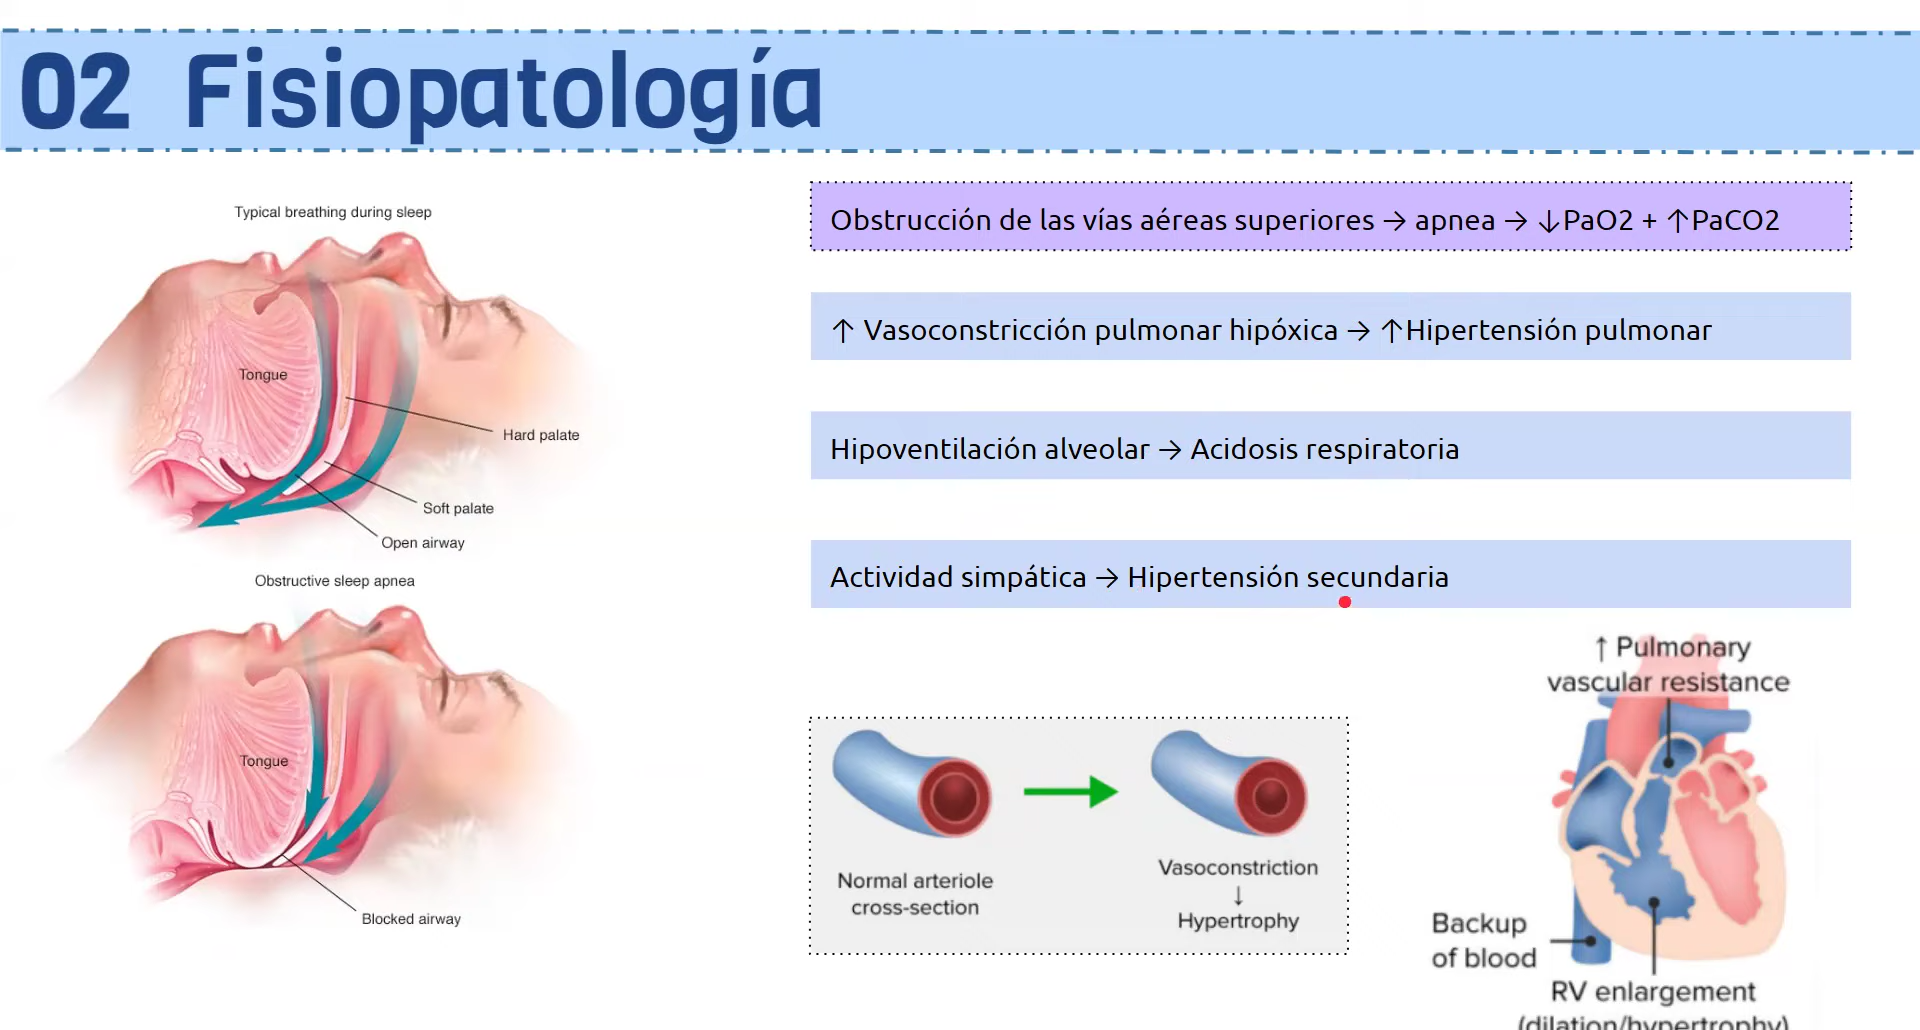 02 Fisiopatología
Typical breathing during sleep
Tongue
Hard palate
Soft palate
Open airway
Obstructive sleep apnea
Tongue
Blocked airway
Obstrucción de las vías aéreas superiores → apnea → ↓PaO2 + ↑PaCO2
↑ Vasoconstricción pulmonar hipóxica → ↑Hipertensión pulmonar
Hipoventilación alveolar → Acidosis respiratoria
Actividad simpática → Hipertensión secundaria
Normal arteriole
cross-section
Vasoconstriction
↓
Hypertrophy
↑ Pulmonary
vascular resistance
Backup
of blood
RV enlargement
(dilation/hypertrophy)